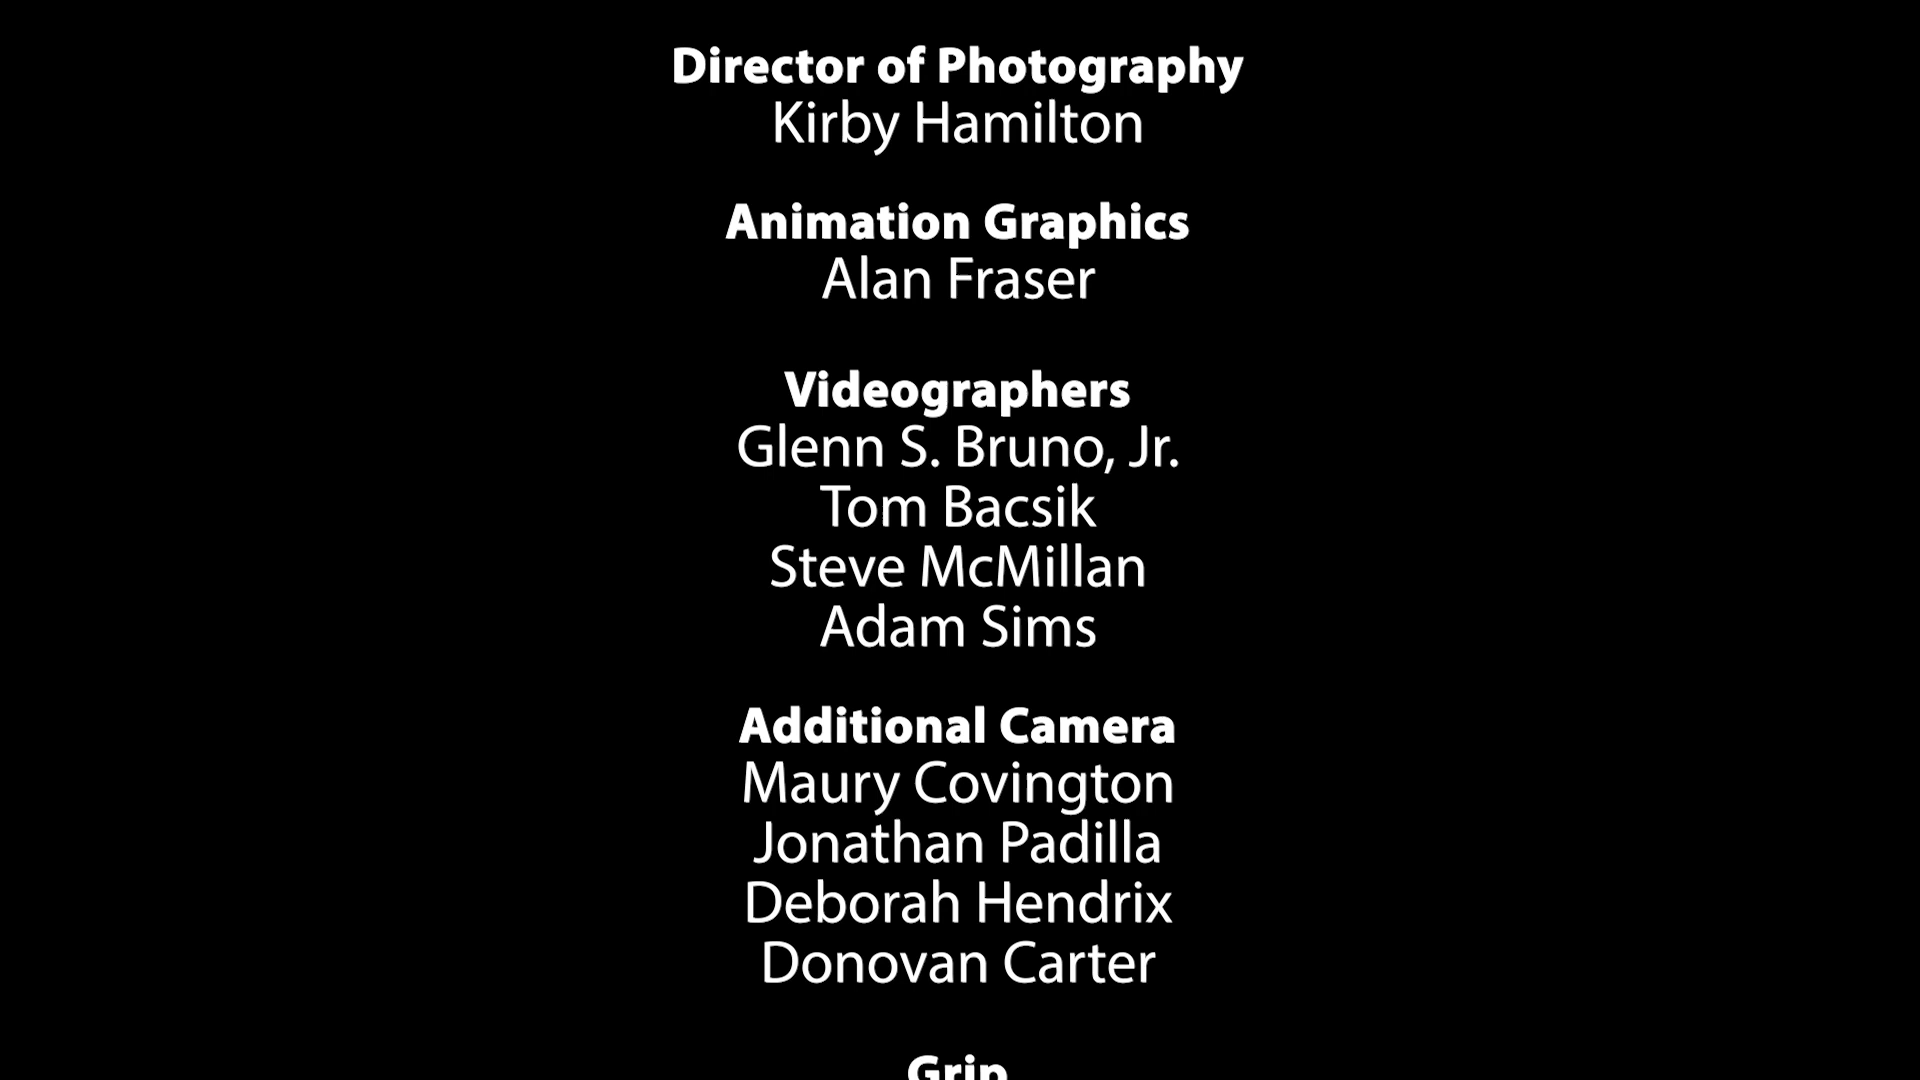 Director of Photography
Kirby Hamilton
Animation Graphics
Alan Fraser
Videographers
Glenn S. Bruno, Jr.
Tom Bacsik
Steve McMillan
Adam Sims
Additional Camera
Maury Covington
Jonathan Padilla
Deborah Hendrix
Donovan Carter
Grip